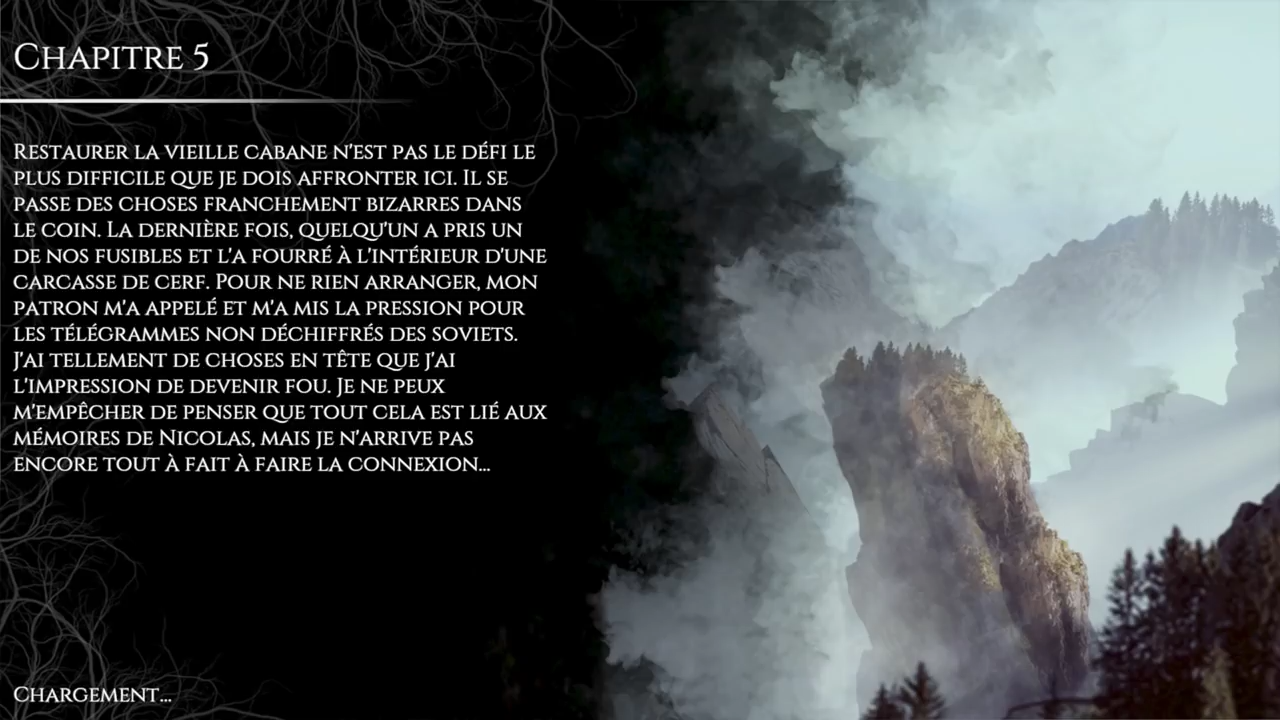 Chapitre 5
Restaurer la vieille cabane n'est pas le défi le
plus difficile que je dois affronter ici. Il se
passe des choses franchement bizarres dans
le coin. La dernière fois, quelqu'un a pris un
de nos fusibles et l'a fourré à l'intérieur d'une
carcasse de cerf. Pour ne rien arranger, mon
patron m'a appelé et m'a mis la pression pour
les télégrammes non déchiffrés des soviets.
J'ai tellement de choses en tête que j'ai
l'impression de devenir fou. Je ne peux
m'empêcher de penser que tout cela est lié aux
mémoires de Nicolas, mais je n'arrive pas
encore tout à fait à faire la connexion...
Chargement...